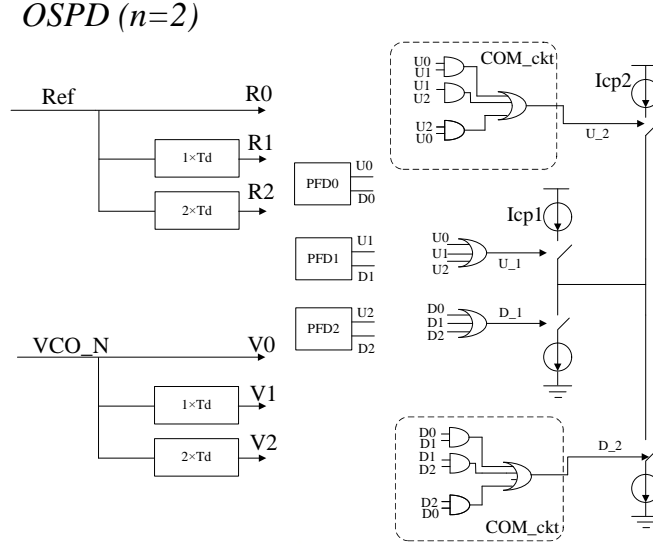 OSPD (n=2)
Ref
R0
R1
1×Td
R2
2×Td
VCO_N
V0
V1
1×Td
V2
2×Td
PFD0
U0
D0
PFD1
U1
D1
PFD2
U2
D2
COM_ckt
U0
U1
U1
U2
U2
U0
U_2
Icp2
Icp1
U0
U1
U2
U_1
D0
D1
D2
D_1
D0
D1
D1
D2
D2
D0
COM_ckt
D_2